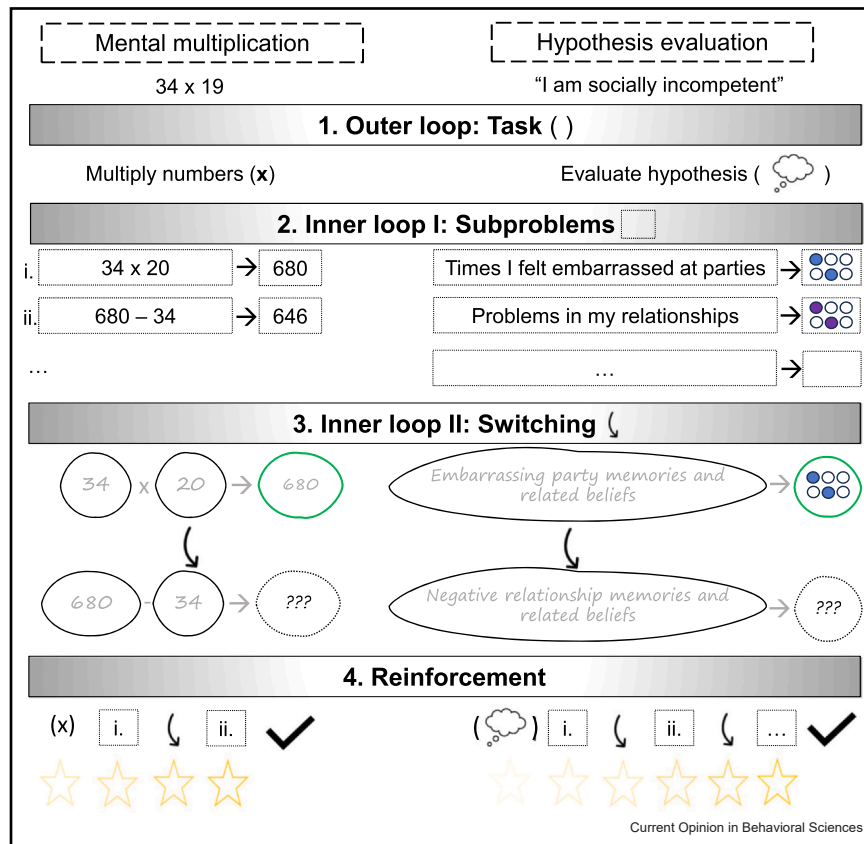 Mental multiplication
Hypothesis evaluation
34 x 19
“I am socially incompetent”
1. Outer loop: Task ( )
Multiply numbers (x)
Evaluate hypothesis ( )
2. Inner loop I: Subproblems
i. 34 x 20 → 680
Times I felt embarrassed at parties →
ii. 680 – 34 → 646
Problems in my relationships →
…
… →
3. Inner loop II: Switching
34 x 20 → 680
Embarrassing party memories and
related beliefs →
680 - 34 → ???
Negative relationship memories and
related beliefs → ???
4. Reinforcement
(x) i. ii.
( ) i. ii. …
Current Opinion in Behavioral Sciences